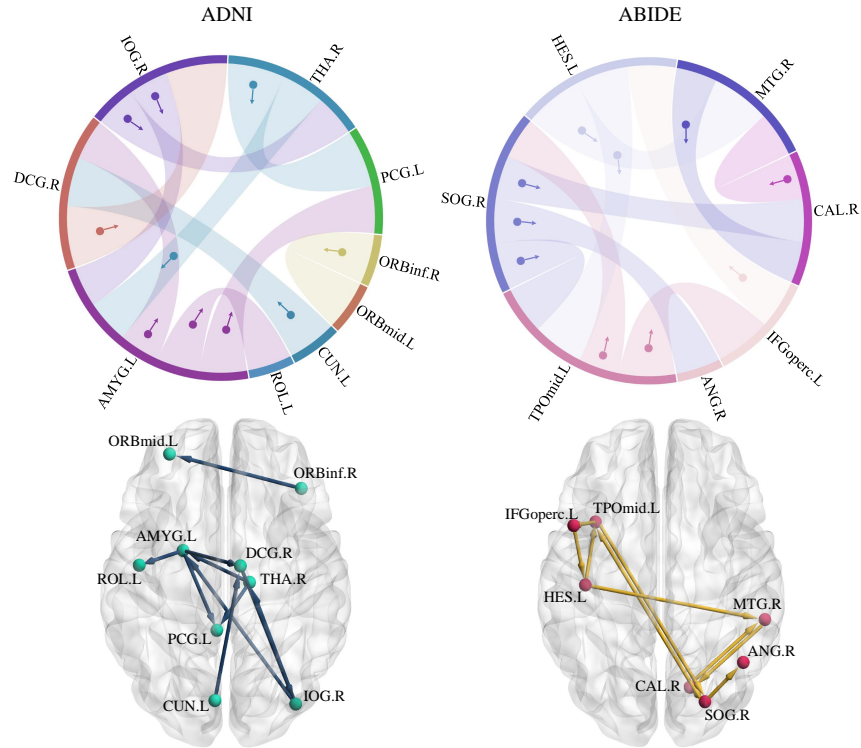 ADNI
ABIDE
IOG.R
THA.R
DCG.R
PCG.L
ORBinf.R
ORBmid.L
CUN.L
ROL.L
AMYG.L
HES.L
MTG.R
SOG.R
CAL.R
IFGoperc.L
ANG.R
TPOmid.L
ORBmid.L
ORBinf.R
AMYG.L
DCG.R
ROL.L
THA.R
PCG.L
CUN.L
IOG.R
IFGoperc.L
TPOmid.L
HES.L
MTG.R
ANG.R
CAL.R
SOG.R